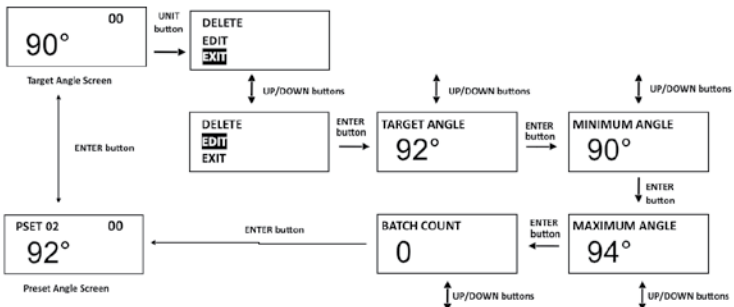 00
90°
Target Angle Screen
UNIT
button
DELETE
EDIT
EXIT
UP/DOWN buttons
DELETE
EDIT
EXIT
ENTER
button
UP/DOWN buttons
TARGET ANGLE
92°
ENTER
button
UP/DOWN buttons
MINIMUM ANGLE
90°
ENTER
button
MAXIMUM ANGLE
94°
UP/DOWN buttons
ENTER
button
BATCH COUNT
0
UP/DOWN buttons
ENTER button
PSET 02 00
92°
Preset Angle Screen
ENTER button